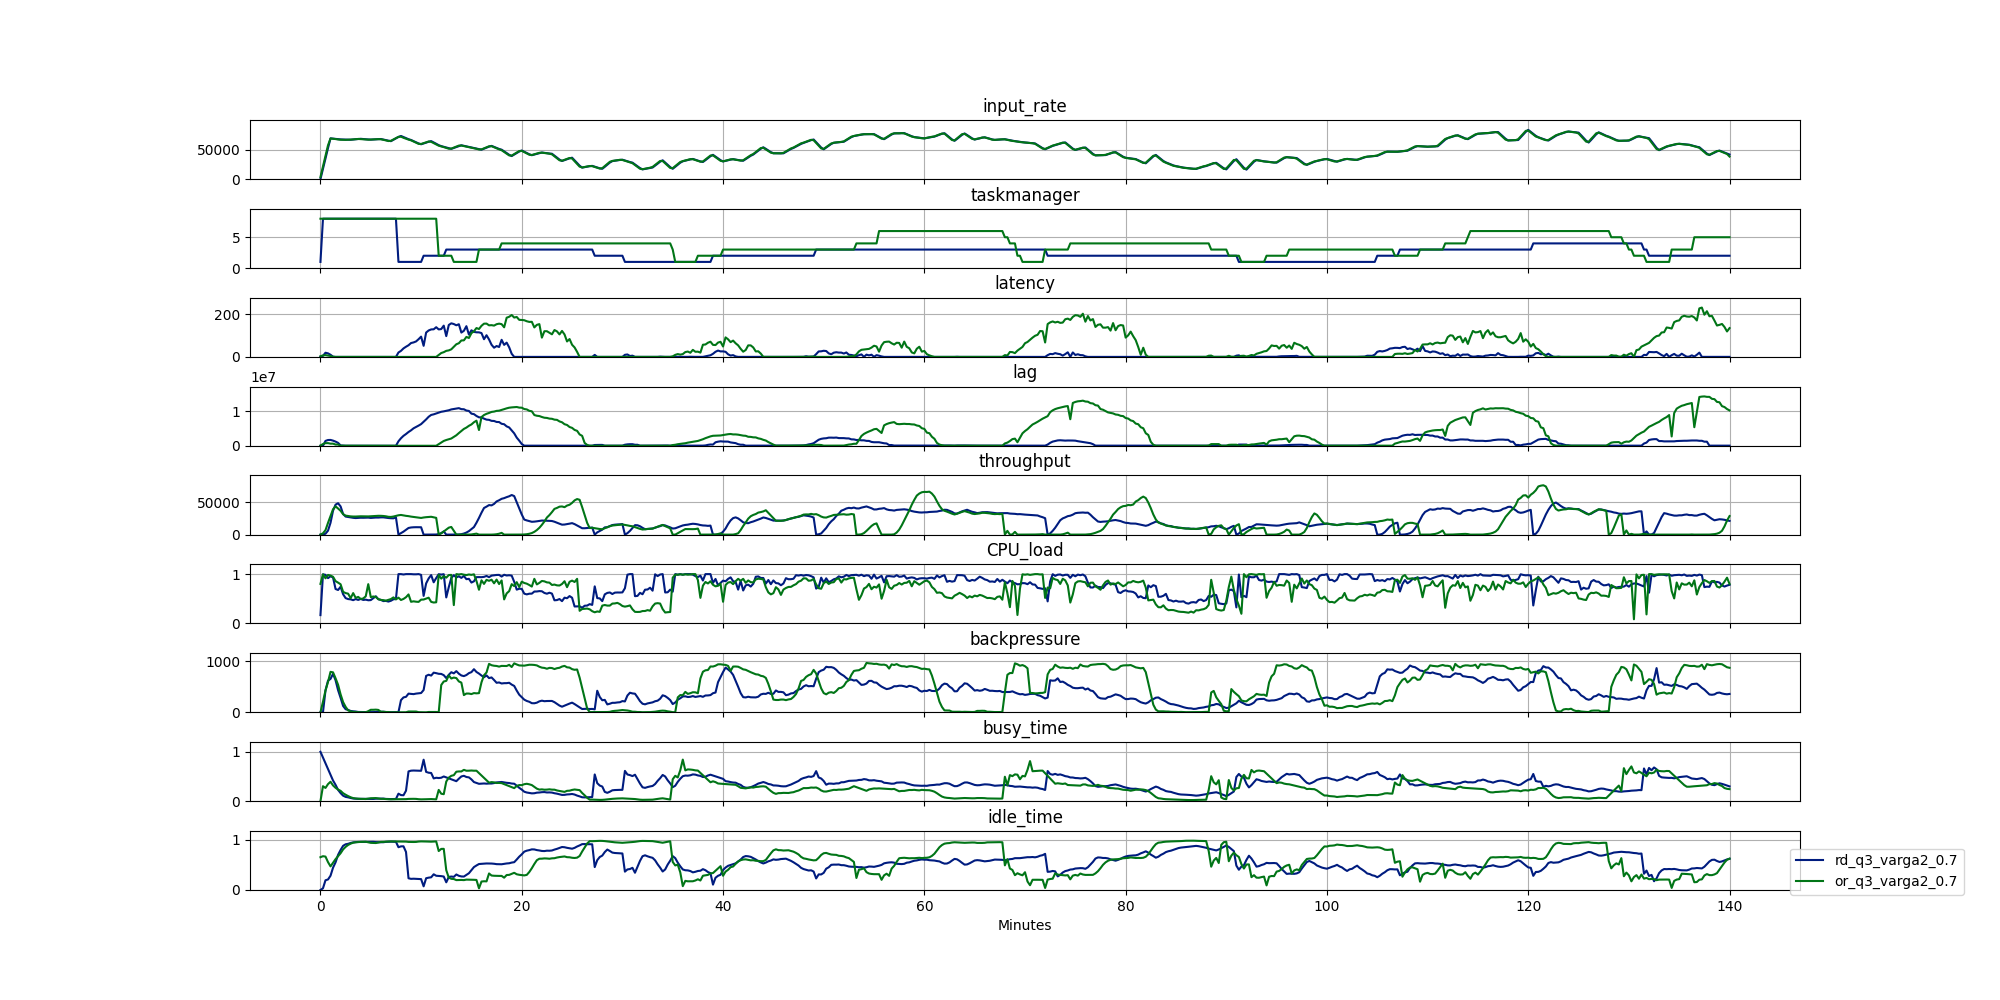 input_rate
50000
0
taskmanager
5
0
latency
200
0
1e7
lag
1
0
throughput
50000
0
CPU_load
1
0
backpressure
1000
0
busy_time
1
0
idle_time
1
0
rd_q3_varga2_0.7
or_q3_varga2_0.7
0 20 40 60 80 100 120 140
Minutes